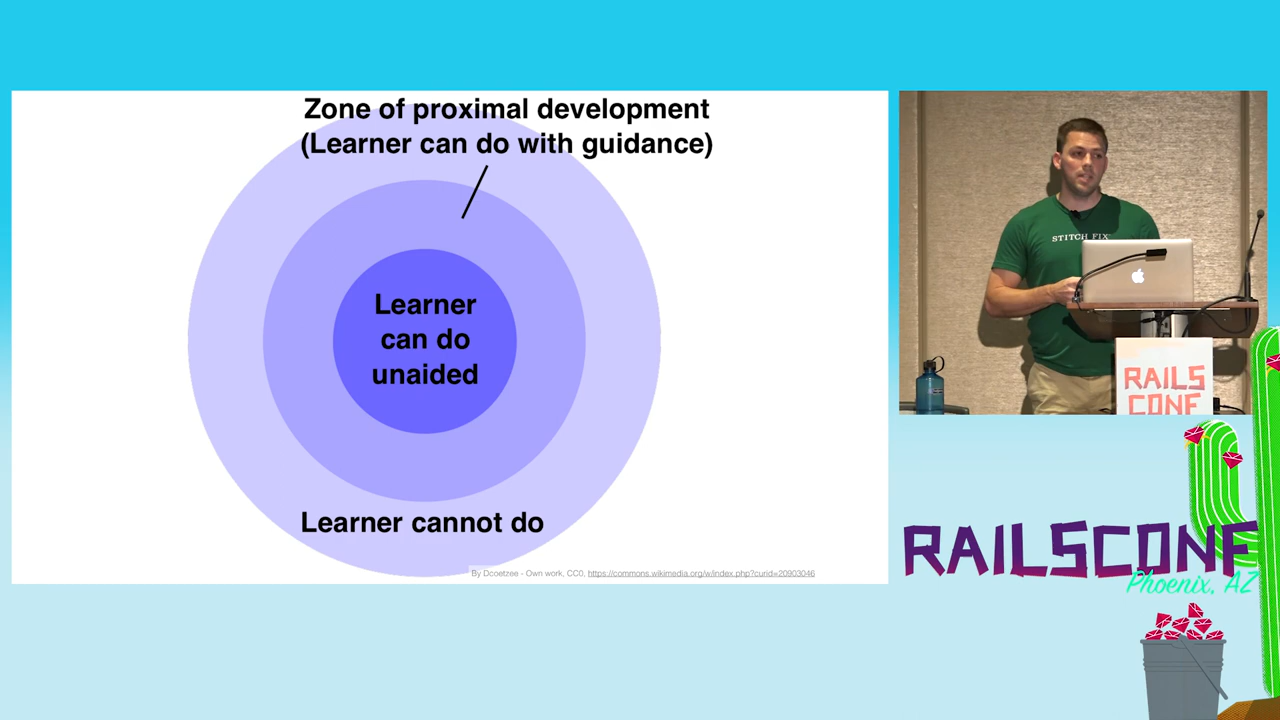 Zone of proximal development
(Learner can do with guidance)
Learner
can do
unaided
Learner cannot do
By Dcoetzee - Own work, CC0, https://commons.wikimedia.org/w/index.php?curid=20903046
STITCH FIX
RAILS
CONF
RAILSCONF
Phoenix, AZ